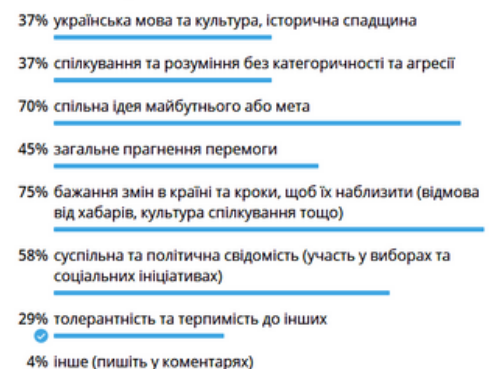 37% українська мова та культура, історична спадщина
37% спілкування та розуміння без категоричності та агресії
70% спільна ідея майбутнього або мета
45% загальне прагнення перемоги
75% бажання змін в країні та кроки, щоб їх наблизити (відмова
від хабарів, культура спілкування тощо)
58% суспільна та політична свідомість (участь у виборах та
соціальних ініціативах)
29% толерантність та терпимість до інших
4% інше (пишіть у коментарях)